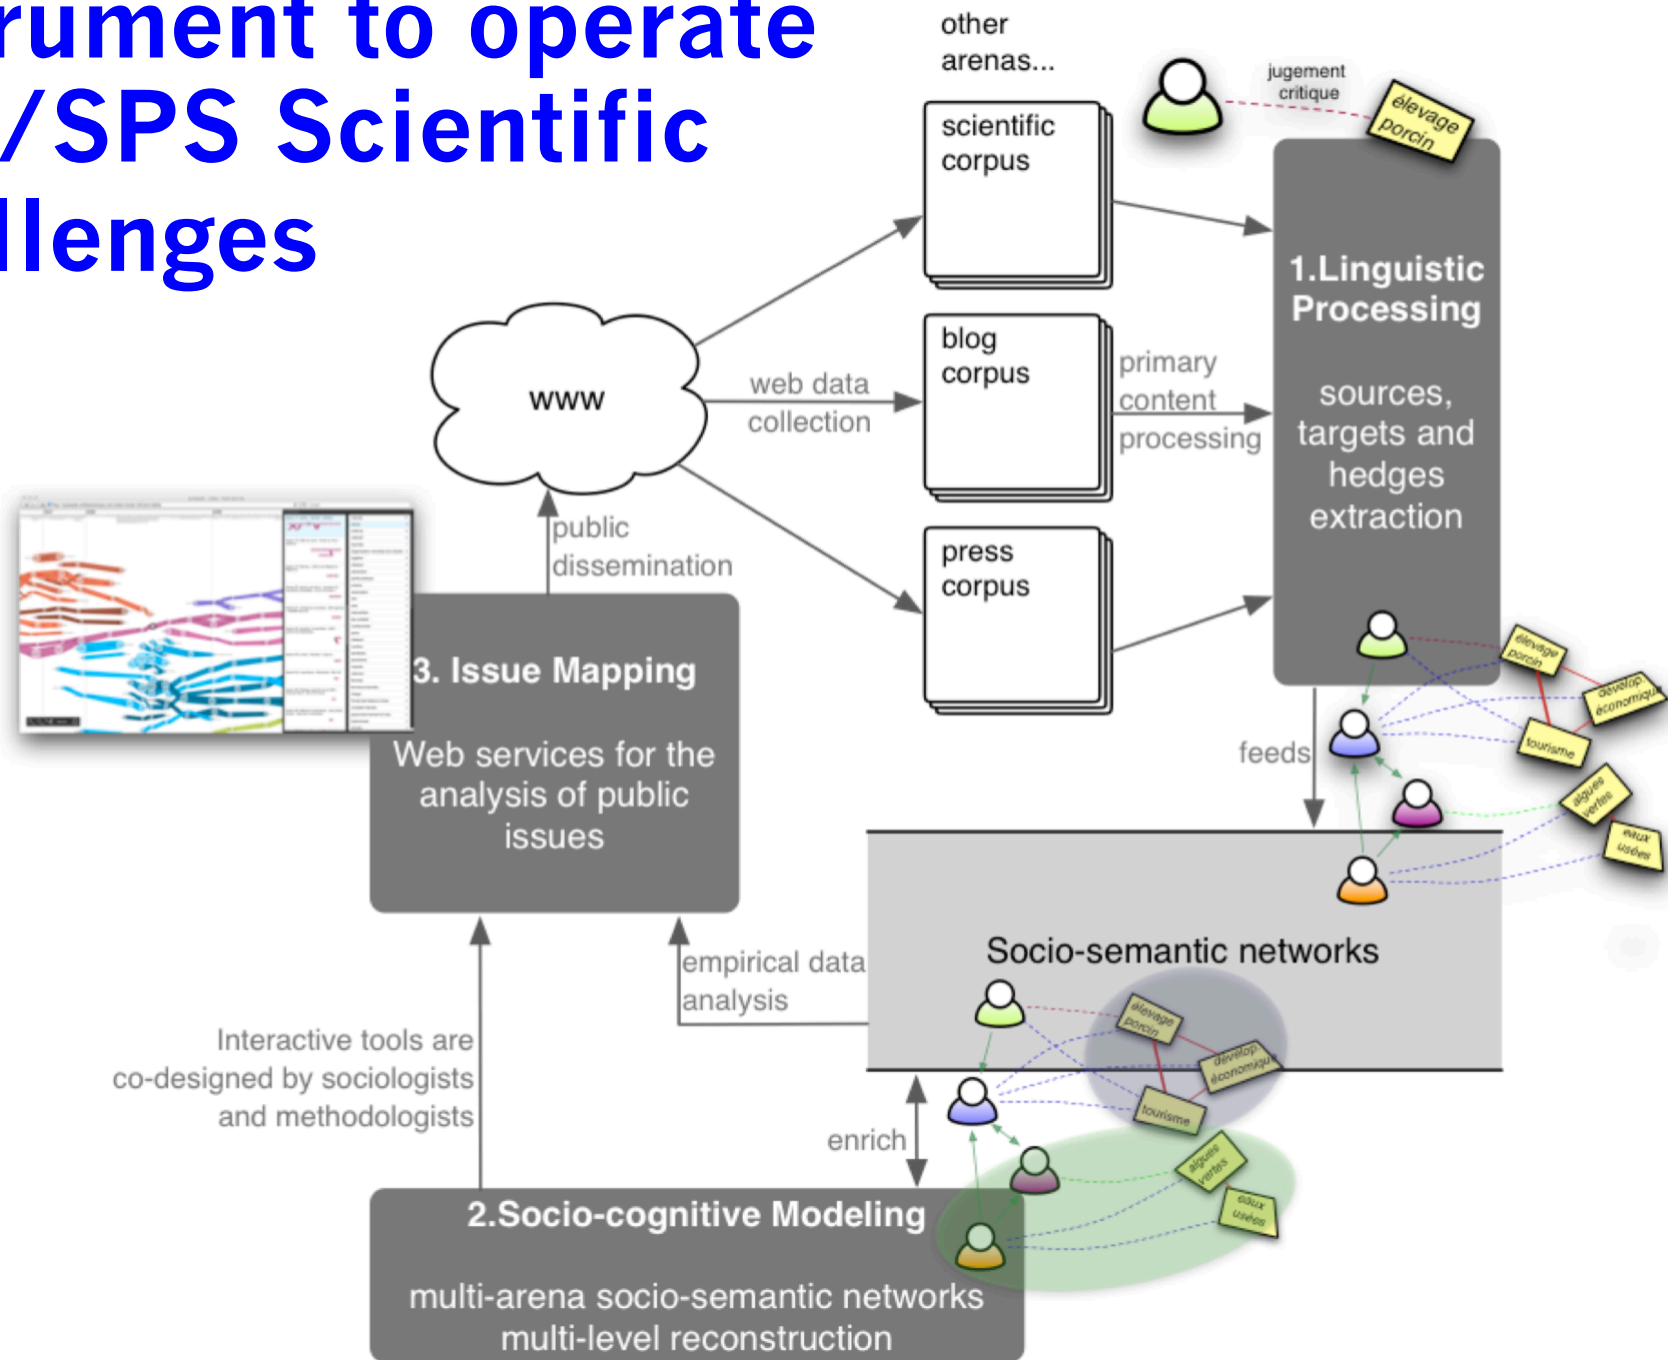 rument to operate
/SPS Scientific
llenges
other
arenas...
jugement
critique
élevage
porcin
scientific
corpus
1.Linguistic
Processing
sources,
targets and
hedges
extraction
www
web data
collection
blog
corpus
primary
content
processing
press
corpus
public
dissemination
3. Issue Mapping
Web services for the
analysis of public
issues
feeds
élevage
porcin
dévelop.
économique
tourisme
algues
vertes
eaux
usées
Socio-semantic networks
empirical data
analysis
Interactive tools are
co-designed by sociologists
and methodologists
enrich
élevage
porcin
dévelop.
économique
tourisme
algues
vertes
eaux
usées
2.Socio-cognitive Modeling
multi-arena socio-semantic networks
multi-level reconstruction